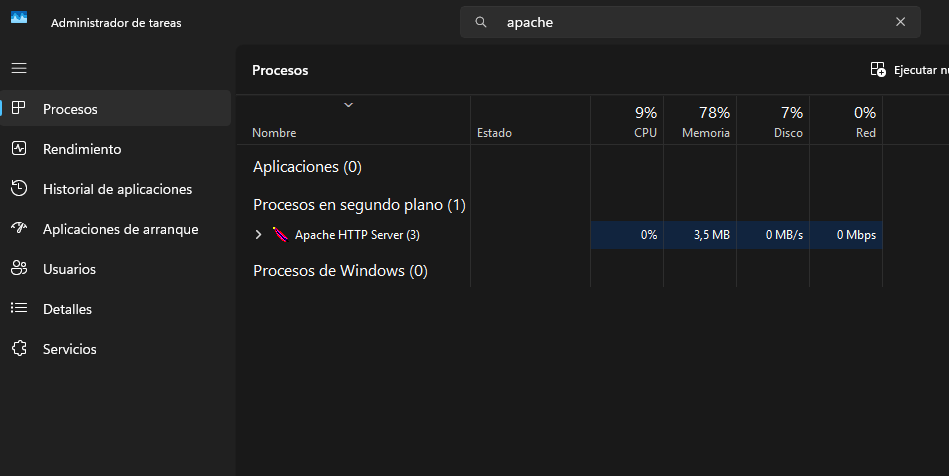 Administrador de tareas
apache
Procesos
Ejecutar nu
Procesos
Rendimiento
Historial de aplicaciones
Aplicaciones de arranque
Usuarios
Detalles
Servicios
9% 78% 7% 0%
Nombre Estado CPU Memoria Disco Red
Aplicaciones (0)
Procesos en segundo plano (1)
Apache HTTP Server (3) 0% 3,5 MB 0 MB/s 0 Mbps
Procesos de Windows (0)